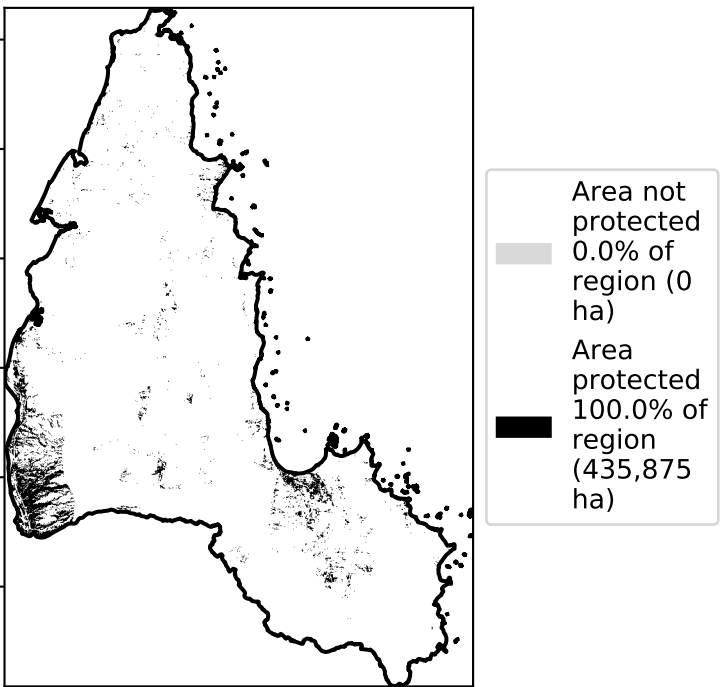 Area not
protected
0.0% of
region (0
ha)
Area
protected
100.0% of
region
(435,875
ha)